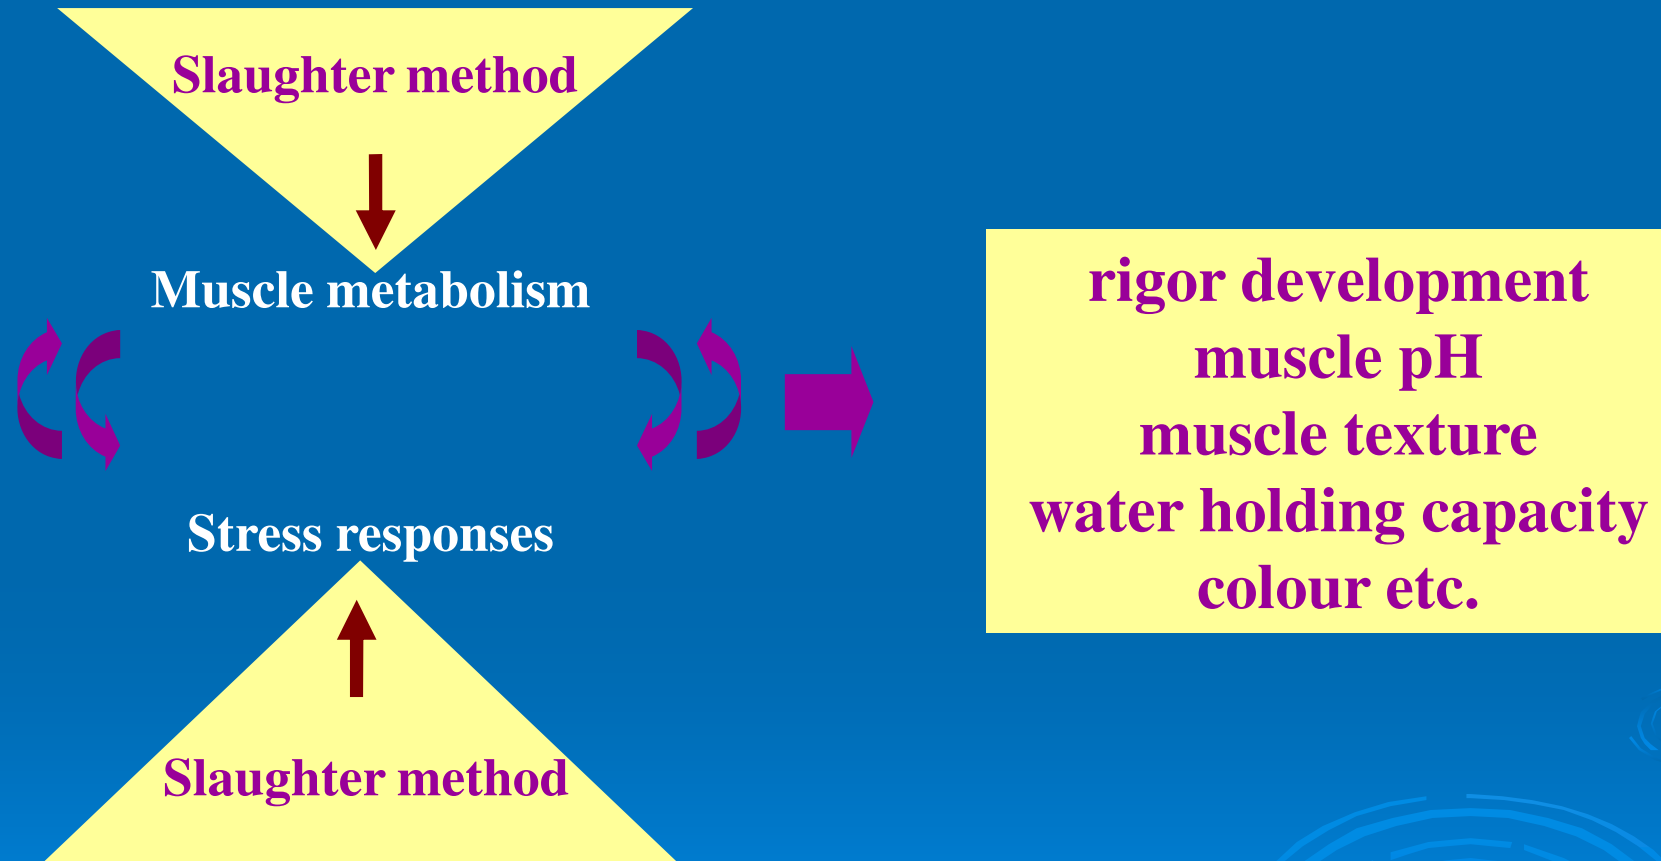 Slaughter method
Muscle metabolism
Stress responses
Slaughter method
rigor development
muscle pH
muscle texture
water holding capacity
colour etc.